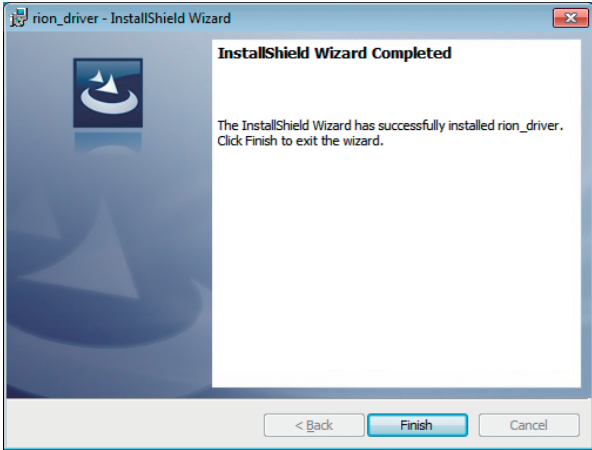 rion_driver - InstallShield Wizard
InstallShield Wizard Completed
The InstallShield Wizard has successfully installed rion_driver.
Click Finish to exit the wizard.
< Back
Finish
Cancel